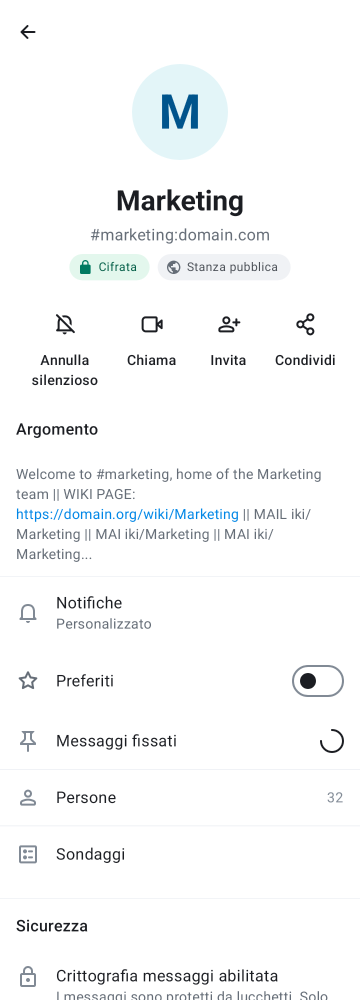 M
Marketing
#marketing:domain.com
Cifrata
Stanza pubblica
Annulla
silenzioso
Chiama
Invita
Condividi
Argomento
Welcome to #marketing, home of the Marketing
team || WIKI PAGE:
https://domain.org/wiki/Marketing || MAIL iki/
Marketing || MAI iki/Marketing || MAI iki/
Marketing...
Notifiche
Personalizzato
Preferiti
Messaggi fissati
Persone
32
Sondaggi
Sicurezza
Crittografia messaggi abilitata
I messaggi sono protetti da lucchetti. Solo